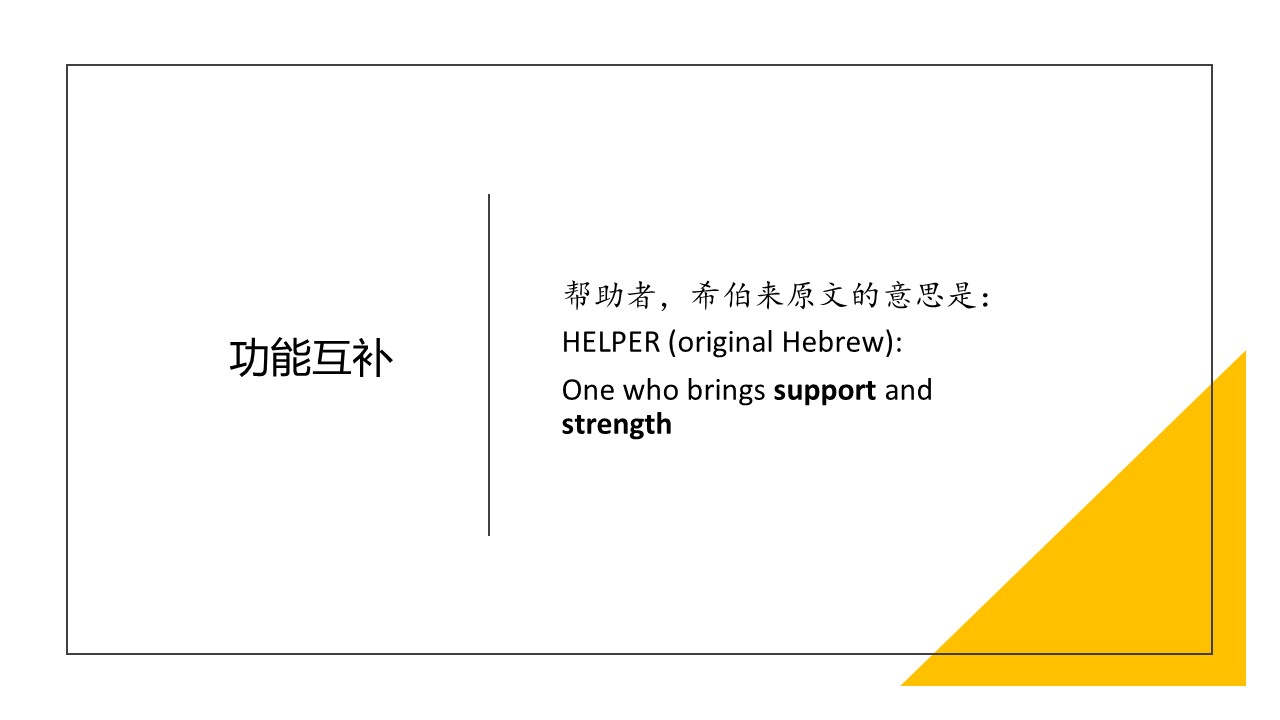 功能互补
帮助者，希伯来原文的意思是：
HELPER (original Hebrew):
One who brings support and
strength